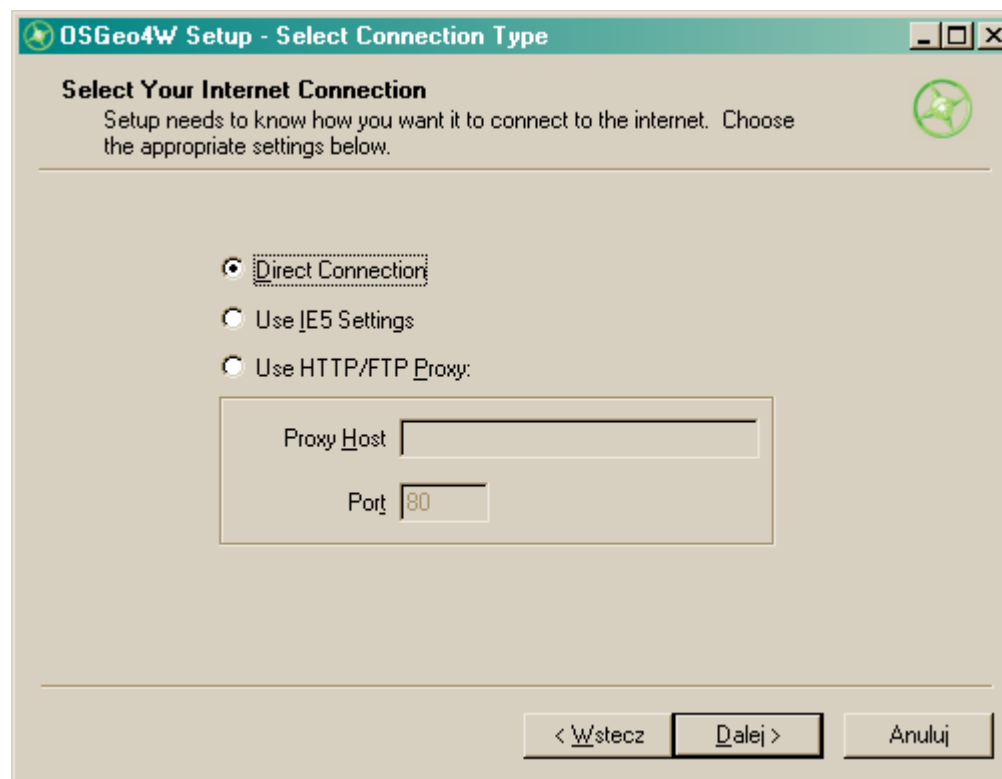 OSGeo4W Setup - Select Connection Type
Select Your Internet Connection
Setup needs to know how you want it to connect to the internet. Choose
the appropriate settings below.
Direct Connection
Use IE5 Settings
Use HTTP/FTP Proxy:
Proxy Host
Port 80
< Wstecz Dalej > Anuluj